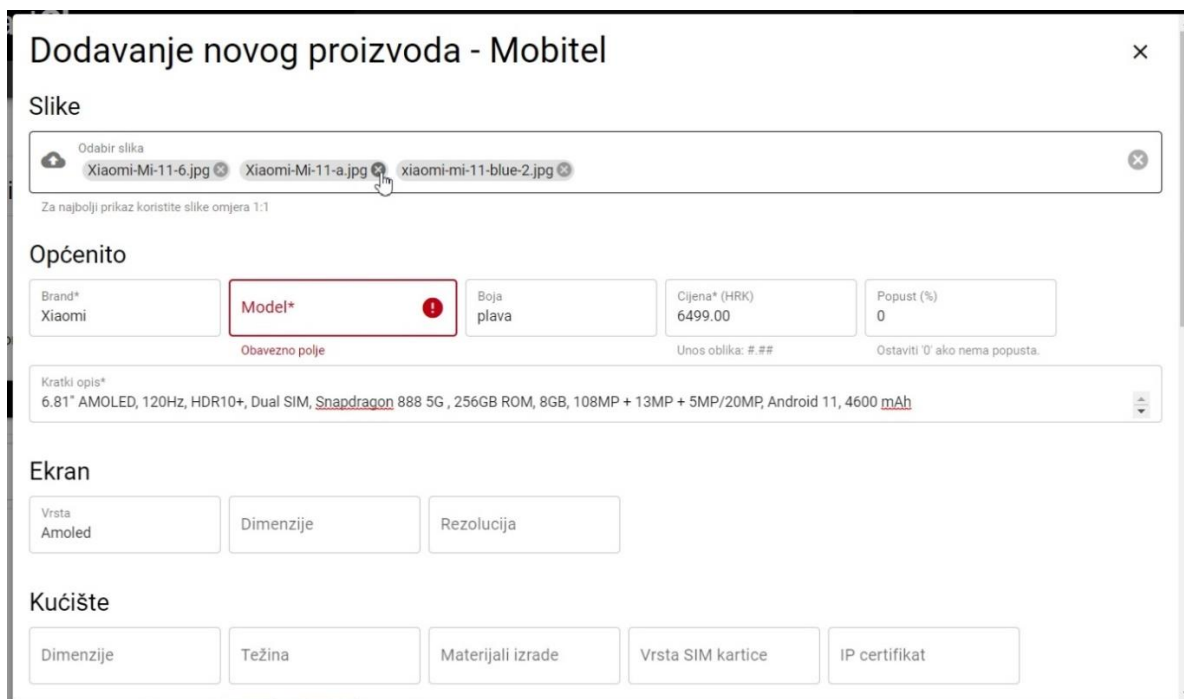 Dodavanje novog proizvoda - Mobitel
Slike
Odabir slika
Xiaomi-Mi-11-6.jpg Xiaomi-Mi-11-a.jpg xiaomi-mi-11-blue-2.jpg
Za najbolji prikaz koristite slike omjera 1:1
Općenito
Brand* Boja Cijena* (HRK) Popust (%)
Xiaomi Model* plava 6499.00 0
Obavezno polje Unos oblika: #.## Ostaviti '0' ako nema popusta.
Kratki opis*
6.81" AMOLED, 120Hz, HDR10+, Dual SIM, Snapdragon 888 5G , 256GB ROM, 8GB, 108MP + 13MP + 5MP/20MP, Android 11, 4600 mAh
Ekran
Vrsta
Amoled Dimenzije Rezolucija
Kućište
Dimenzije Težina Materijali izrade Vrsta SIM kartice IP certifikat